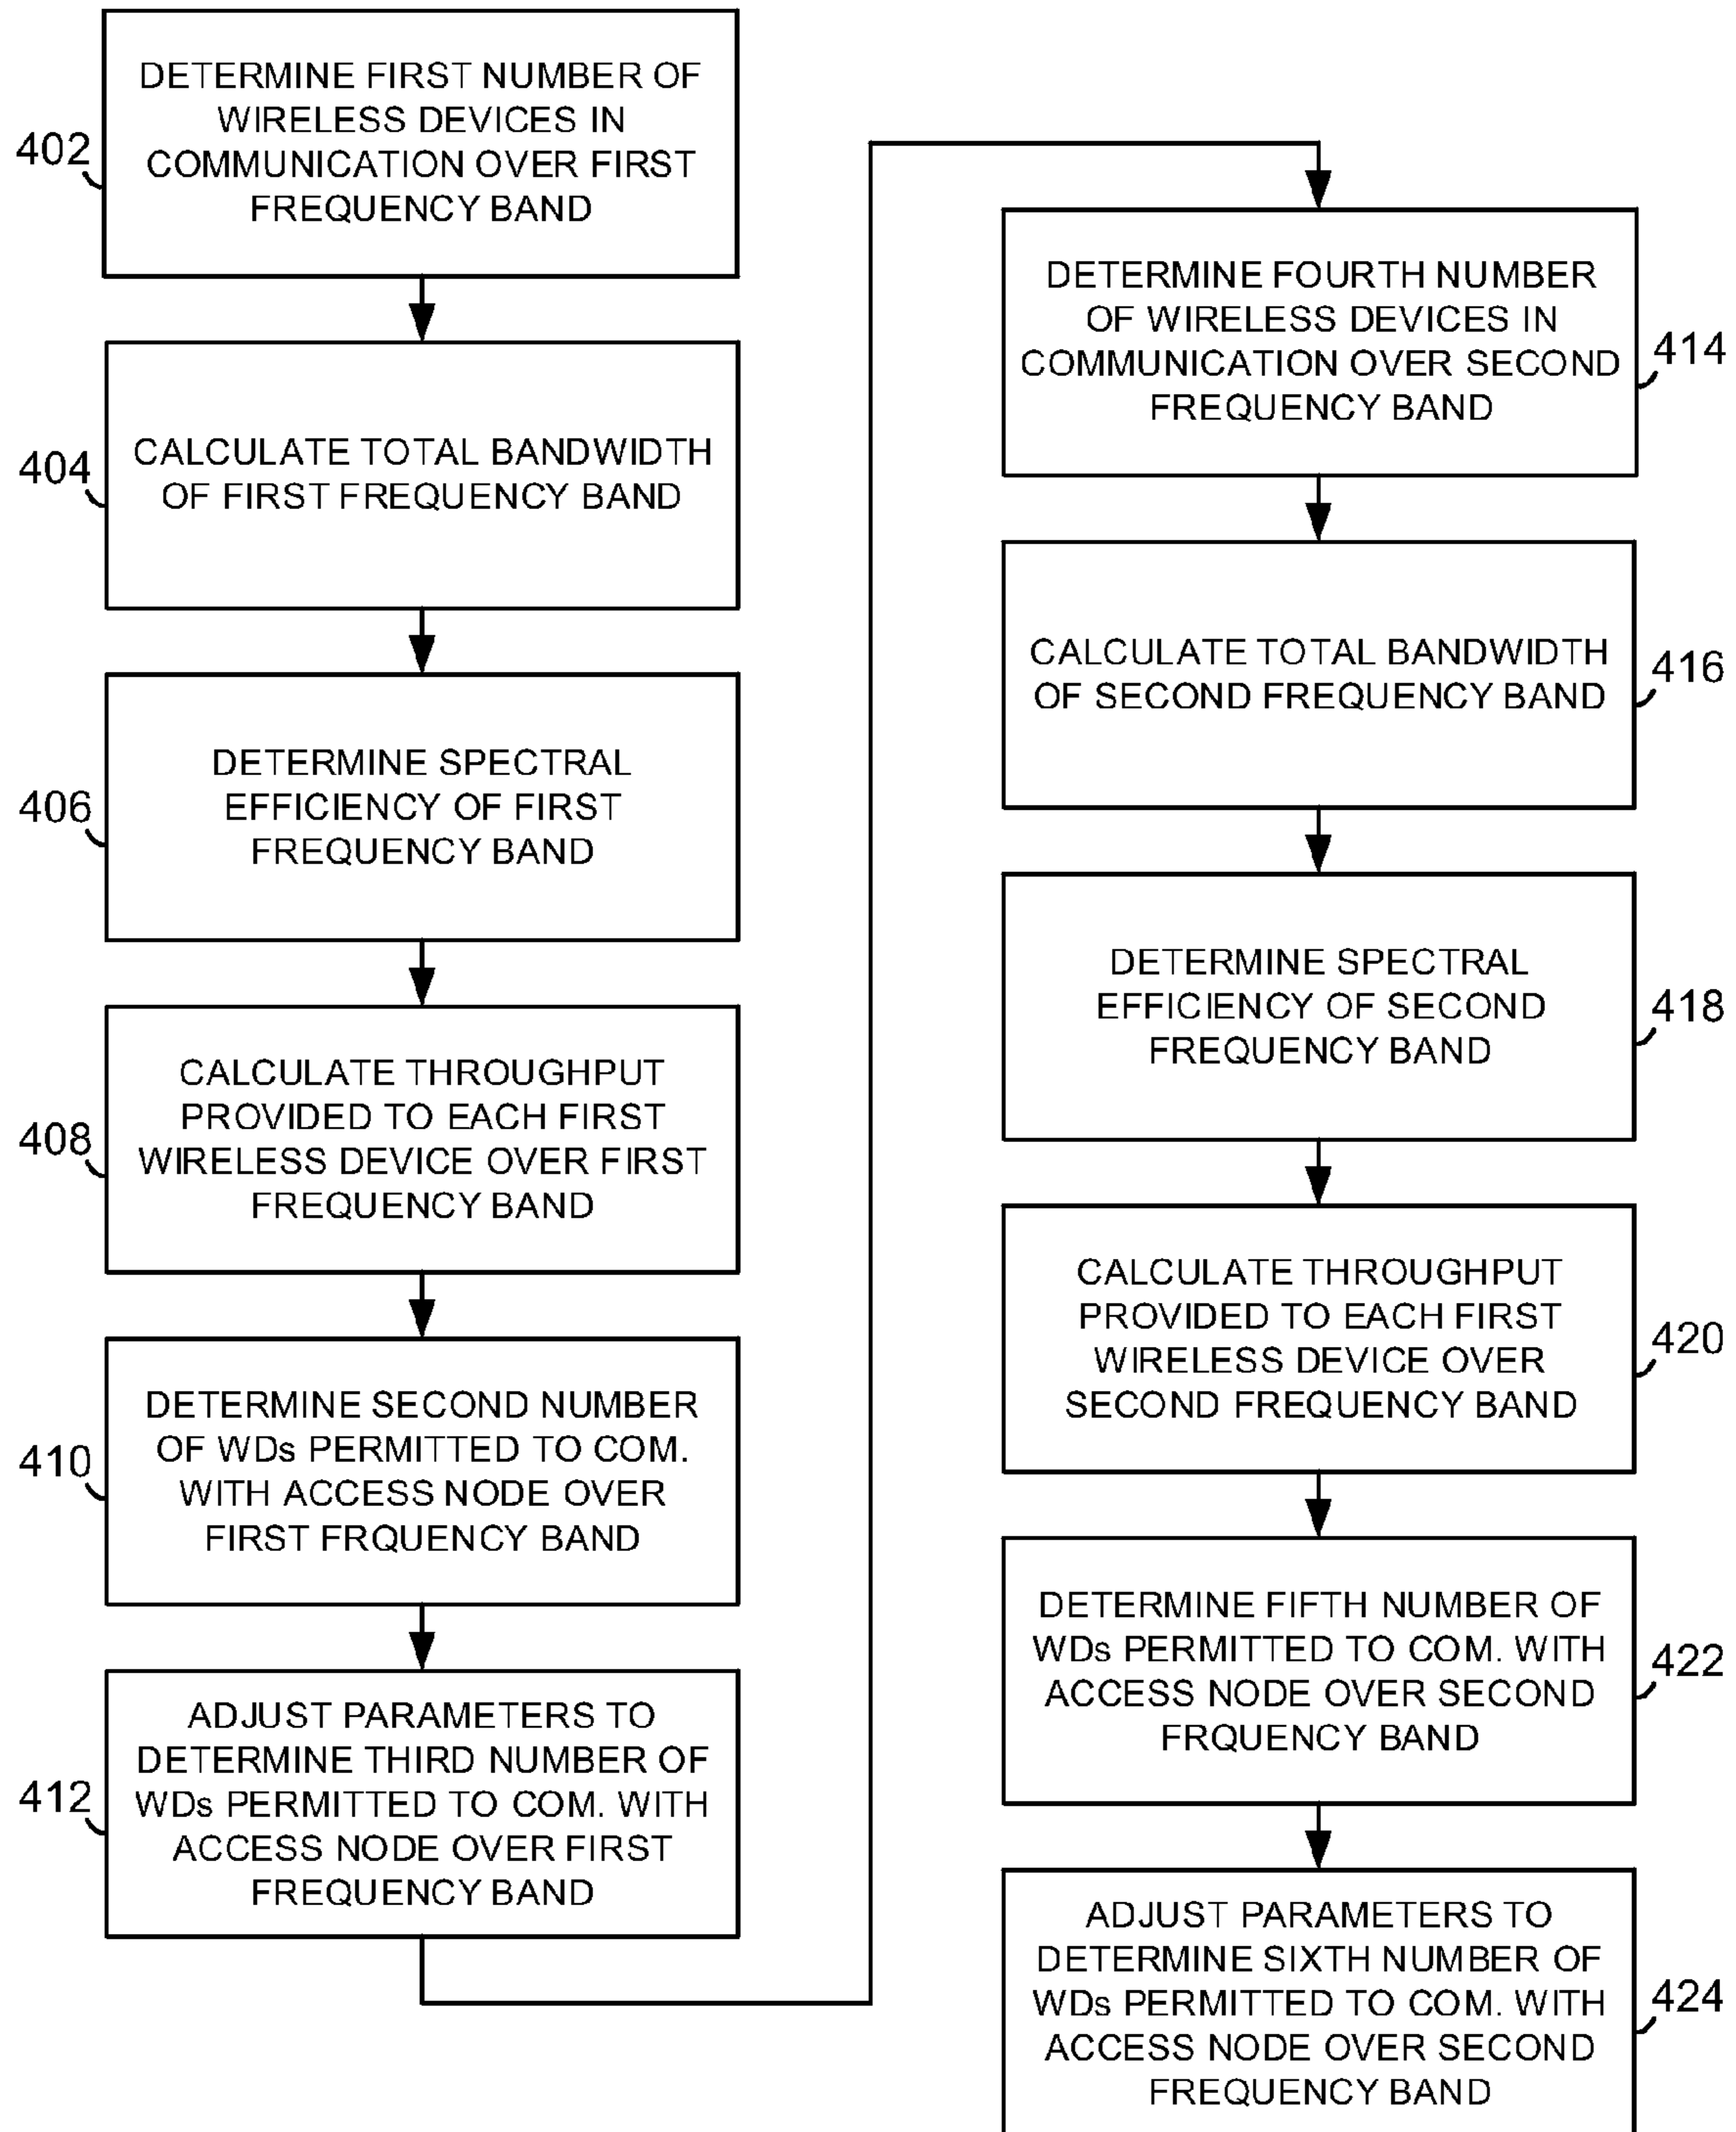 402
DETERMINE FIRST NUMBER OF
WIRELESS DEVICES IN
COMMUNICATION OVER FIRST
FREQUENCY BAND
404
CALCULATE TOTAL BANDWIDTH
OF FIRST FREQUENCY BAND
406
DETERMINE SPECTRAL
EFFICIENCY OF FIRST
FREQUENCY BAND
408
CALCULATE THROUGHPUT
PROVIDED TO EACH FIRST
WIRELESS DEVICE OVER FIRST
FREQUENCY BAND
410
DETERMINE SECOND NUMBER
OF WDs PERMITTED TO COM.
WITH ACCESS NODE OVER
FIRST FRQUENCY BAND
412
ADJUST PARAMETERS TO
DETERMINE THIRD NUMBER OF
WDs PERMITTED TO COM. WITH
ACCESS NODE OVER FIRST
FREQUENCY BAND
DETERMINE FOURTH NUMBER
OF WIRELESS DEVICES IN
COMMUNICATION OVER SECOND
FREQUENCY BAND
414
CALCULATE TOTAL BANDWIDTH
OF SECOND FREQUENCY BAND
416
DETERMINE SPECTRAL
EFFICIENCY OF SECOND
FREQUENCY BAND
418
CALCULATE THROUGHPUT
PROVIDED TO EACH FIRST
WIRELESS DEVICE OVER
SECOND FREQUENCY BAND
420
DETERMINE FIFTH NUMBER OF
WDs PERMITTED TO COM. WITH
ACCESS NODE OVER SECOND
FRQUENCY BAND
422
ADJUST PARAMETERS TO
DETERMINE SIXTH NUMBER OF
WDs PERMITTED TO COM. WITH
ACCESS NODE OVER SECOND
FREQUENCY BAND
424